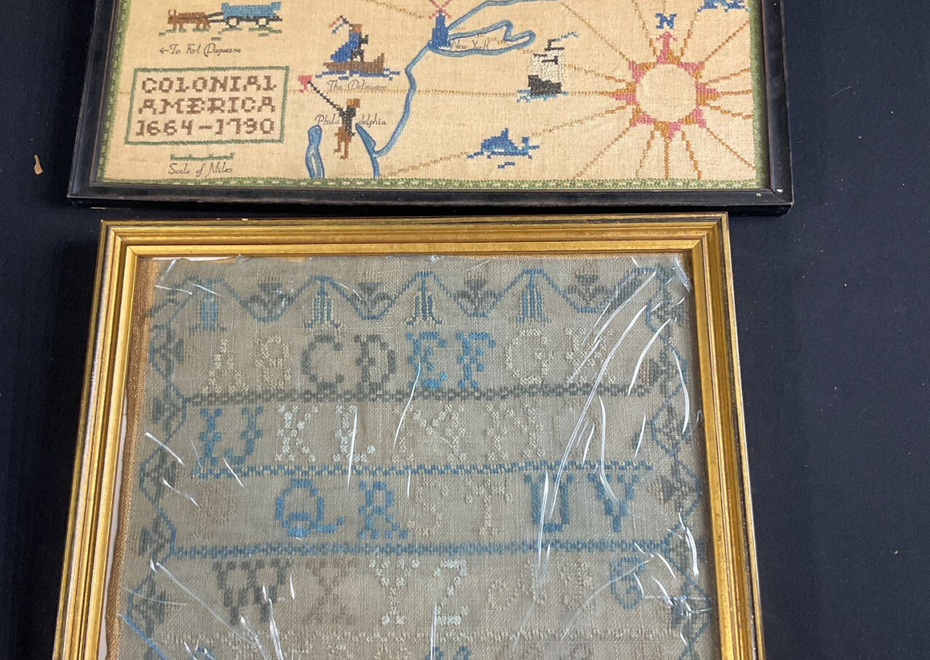 ←To Fort Duquesne
New York
N
COLONIAL
AMERICA
1664-1790
The Delaware
Philadelphia
Scale of Miles
A B C D E F G H
I J K L M N O
P Q R S T U V
W X Y Z